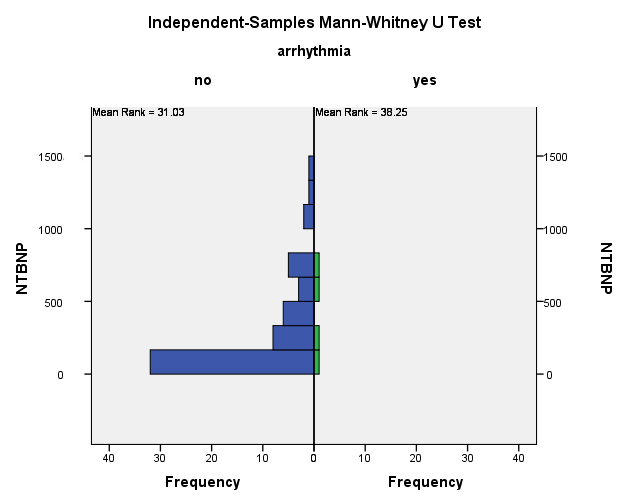 Independent-Samples Mann-Whitney U Test
arrhythmia
no yes
Mean Rank = 31.03 Mean Rank = 38.25
1500 1500
1000 1000
NTBNP NTBNP
500 500
0 0
40 30 20 10 0 10 20 30 40
Frequency Frequency